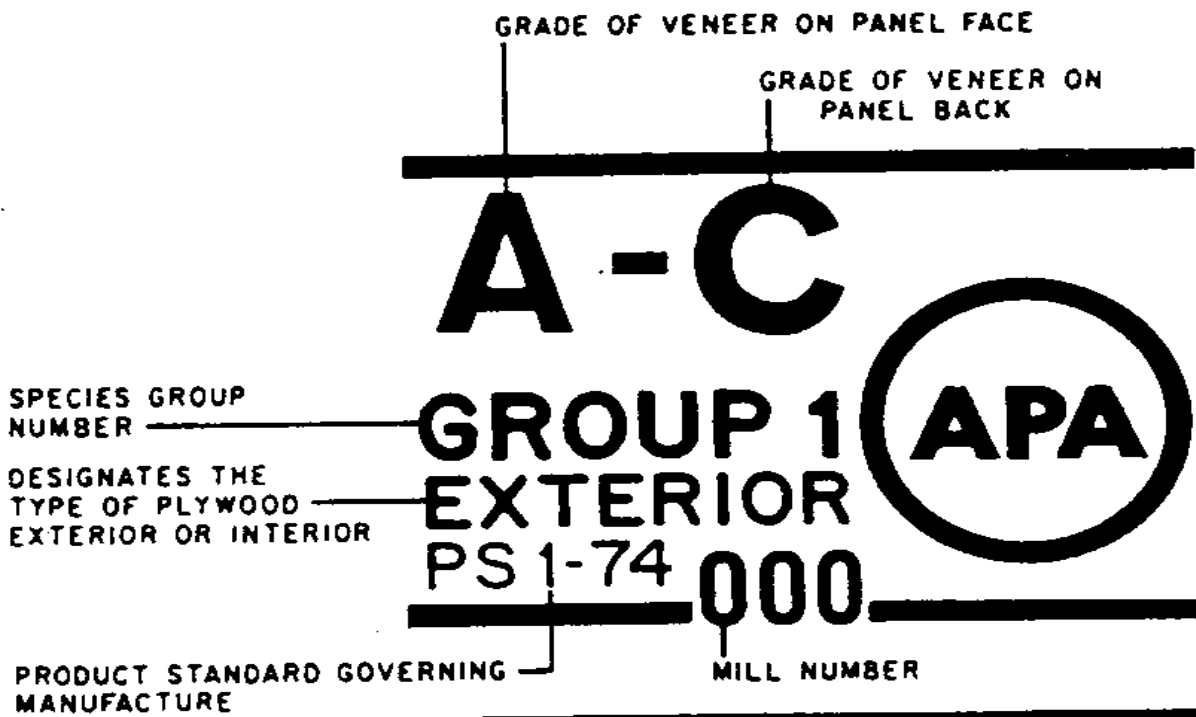 GRADE OF VENEER ON PANEL FACE
GRADE OF VENEER ON
PANEL BACK
A-C
SPECIES GROUP
NUMBER
GROUP 1
APA
DESIGNATES THE
TYPE OF PLYWOOD
EXTERIOR OR INTERIOR
EXTERIOR
PS 1-74
000
PRODUCT STANDARD GOVERNING
MANUFACTURE
MILL NUMBER